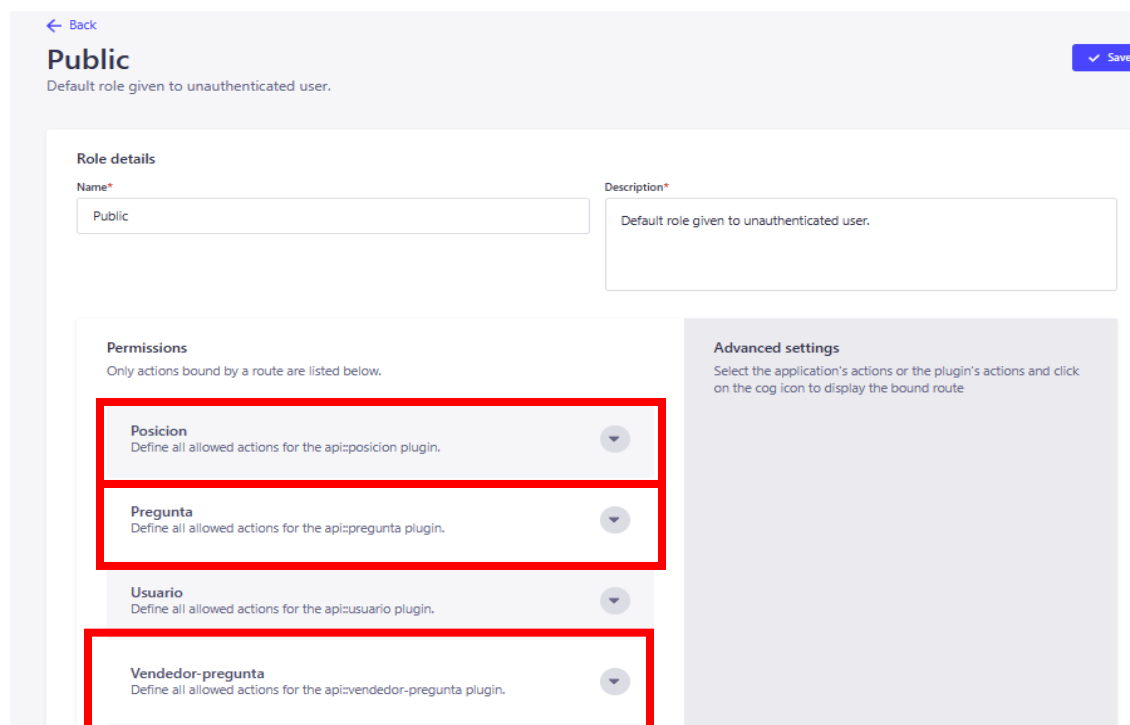 Back
Public
Save
Default role given to unauthenticated user.
Role details
Name*
Description*
Public
Default role given to unauthenticated user.
Permissions
Only actions bound by a route are listed below.
Advanced settings
Select the application's actions or the plugin's actions and click
on the cog icon to display the bound route
Posicion
Define all allowed actions for the api::posicion plugin.
Pregunta
Define all allowed actions for the api::pregunta plugin.
Usuario
Define all allowed actions for the api::usuario plugin.
Vendedor-pregunta
Define all allowed actions for the api::vendedor-pregunta plugin.